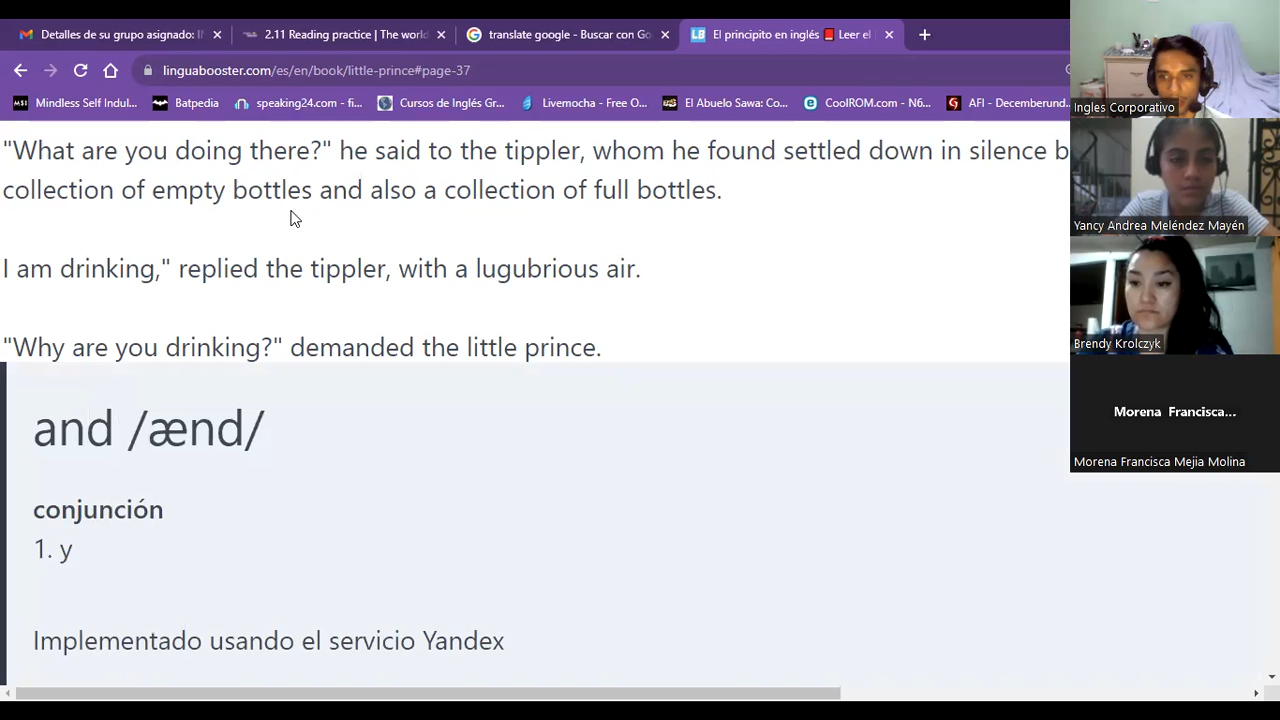 Detalles de su grupo asignado: I
2.11 Reading practice | The world
translate google - Buscar con Go
El principito en inglés 📕 Leer el
linguabooster.com/es/en/book/little-prince#page-37
Mindless Self Indul...
Batpedia
speaking24.com - fi...
Cursos de Inglés Gr...
Livemocha - Free O...
El Abuelo Sawa: Co...
CoolROM.com - N6...
AFI - Decemberund...
"What are you doing there?" he said to the tippler, whom he found settled down in silence b
collection of empty bottles and also a collection of full bottles.
I am drinking," replied the tippler, with a lugubrious air.
"Why are you drinking?" demanded the little prince.
and /ænd/
conjunción
1. y
Implementado usando el servicio Yandex
Ingles Corporativo
Yancy Andrea Meléndez Mayén
Brendy Krolczyk
Morena Francisca...
Morena Francisca Mejia Molina